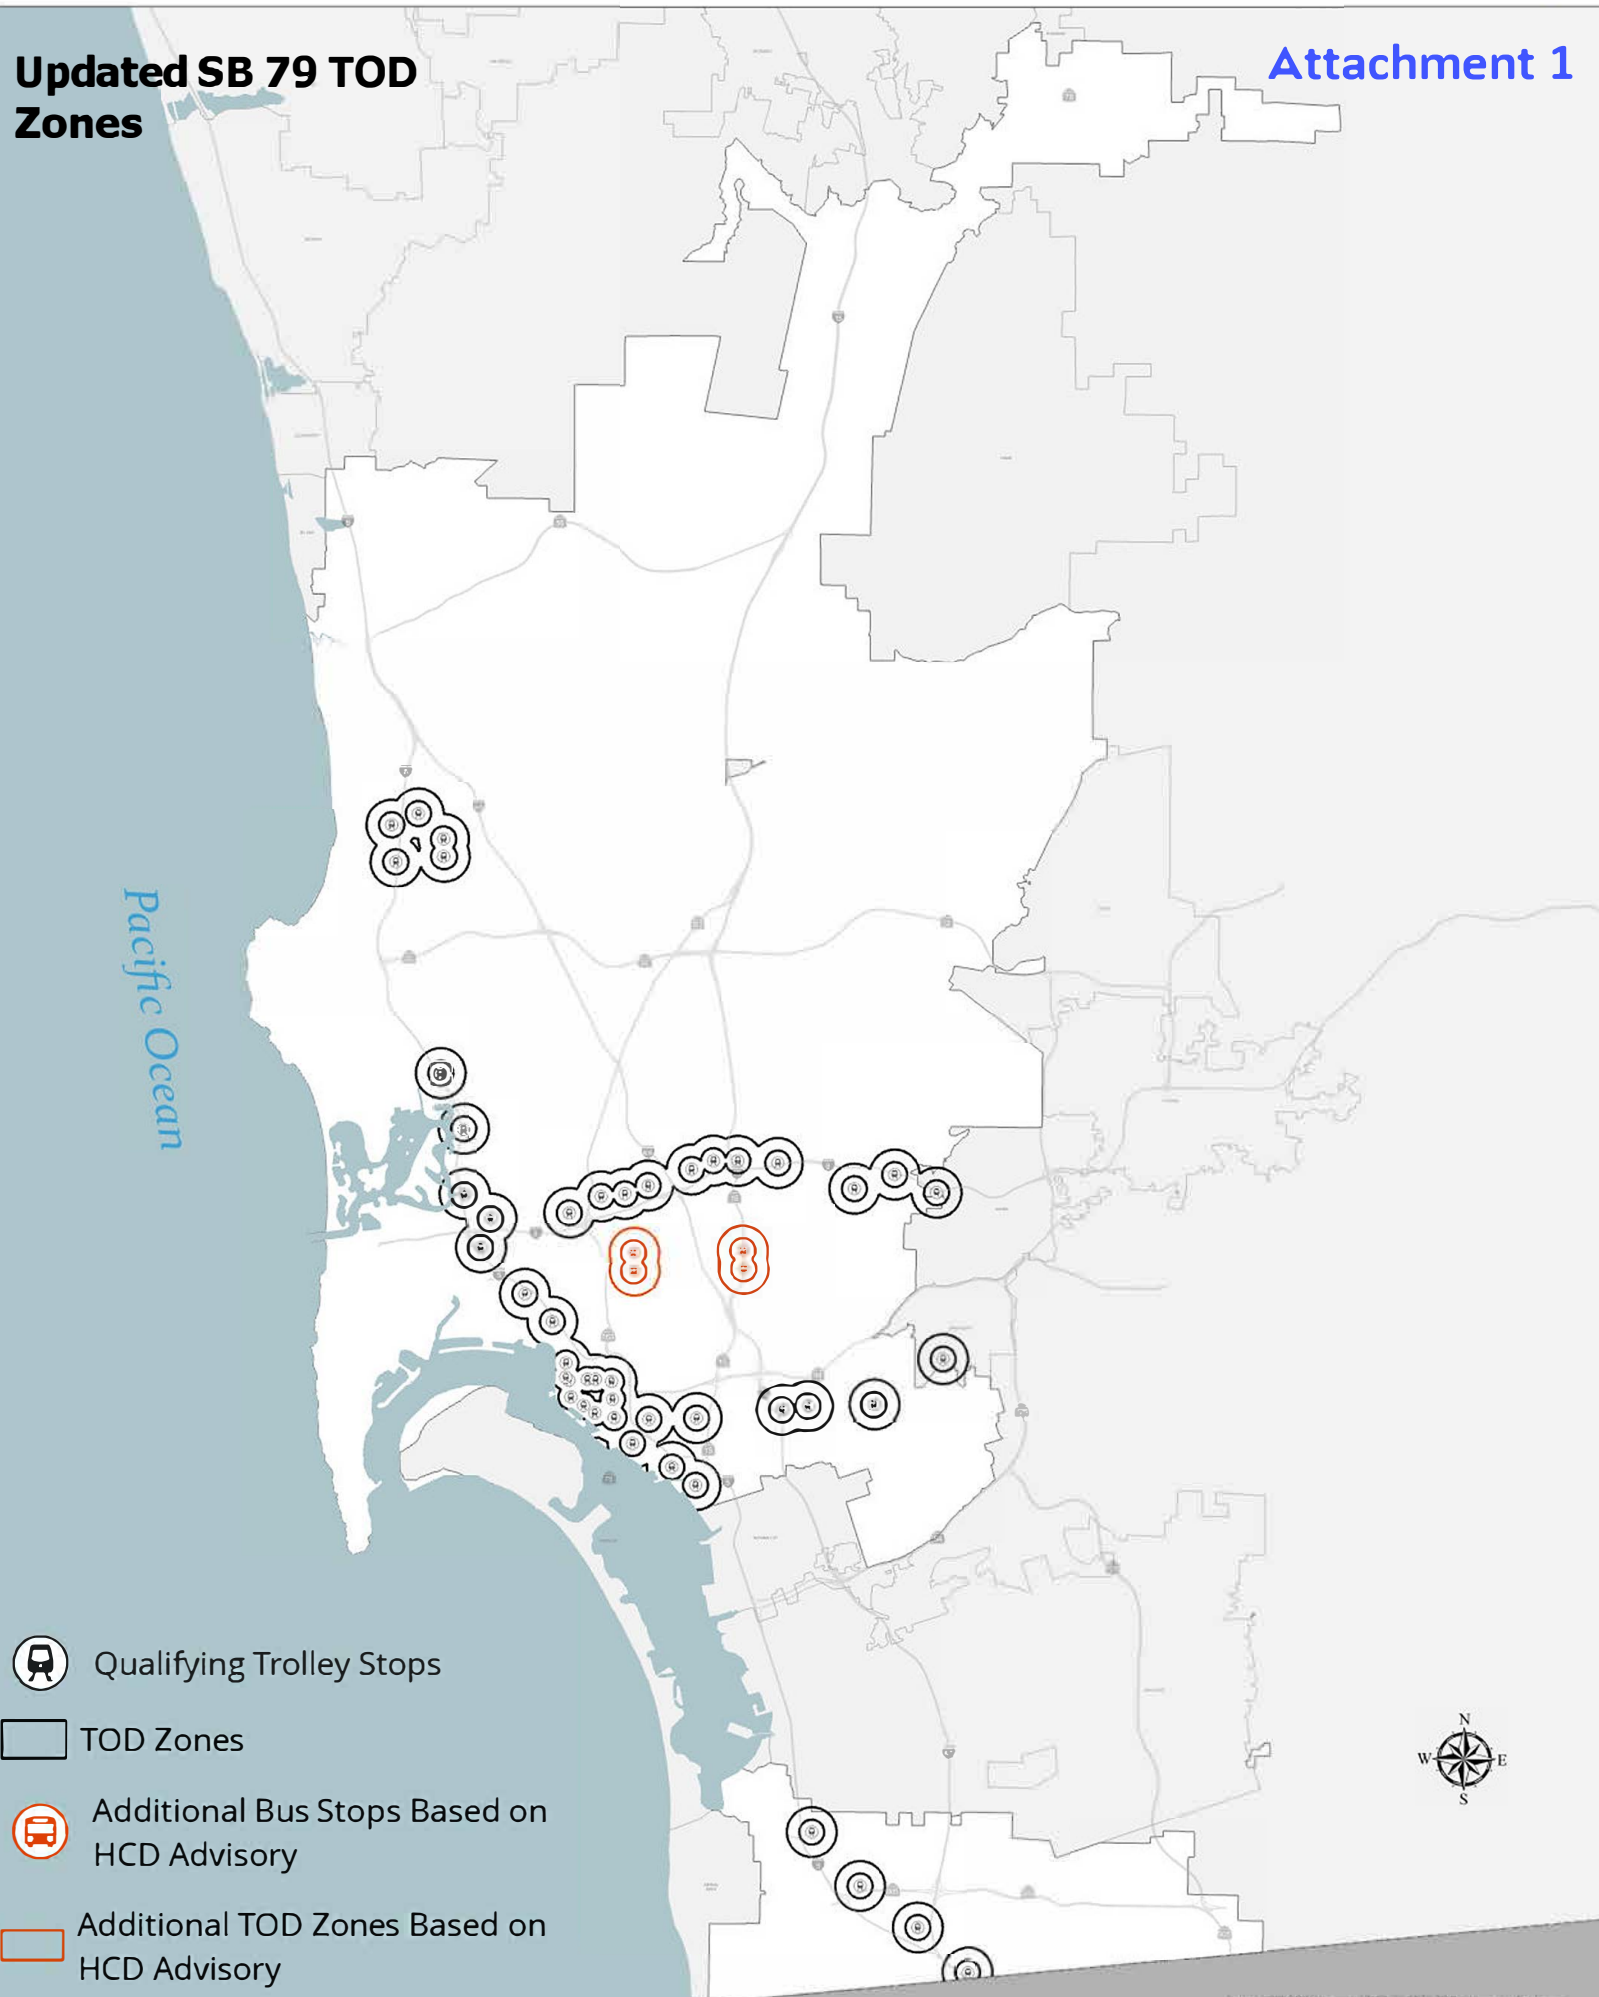 Updated SB 79 TOD
Zones
Attachment 1
Pacific Ocean
Qualifying Trolley Stops
TOD Zones
Additional Bus Stops Based on
HCD Advisory
Additional TOD Zones Based on
HCD Advisory
N
W
E
S